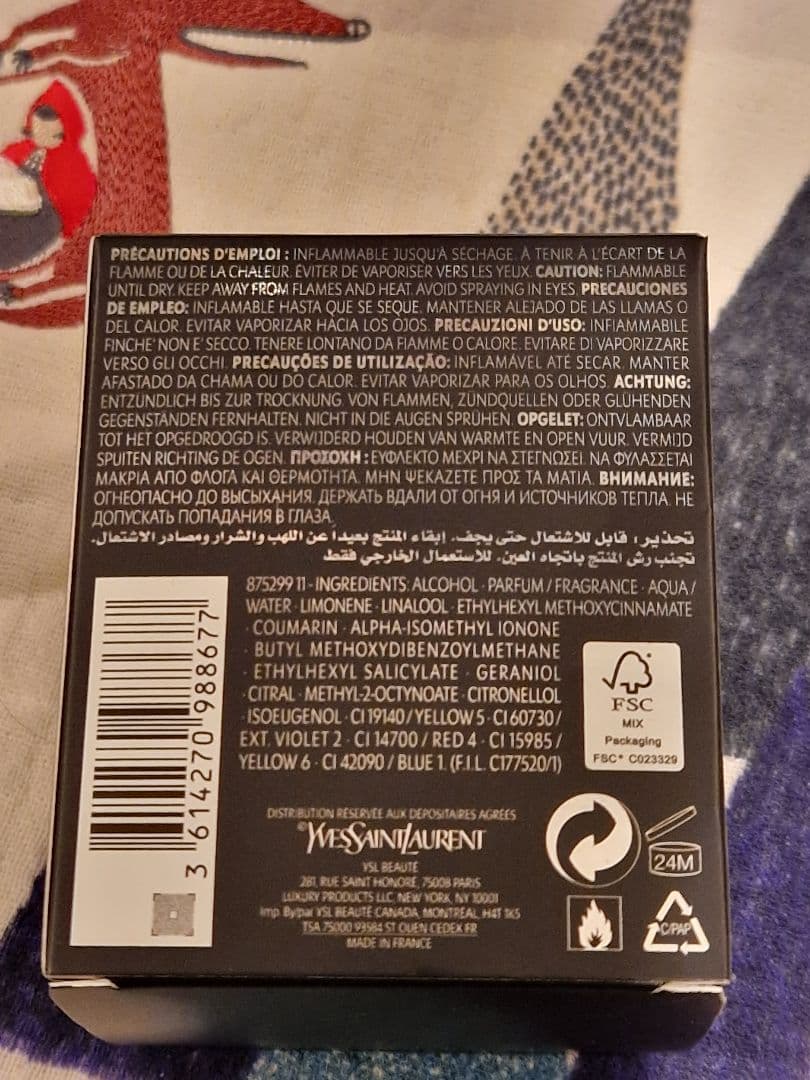 PRÉCAUTIONS D'EMPLOI : INFLAMMABLE JUSQU'À SÉCHAGE. À TENIR À L'ÉCART DE LA
FLAMME OU DE LA CHALEUR. ÉVITER DE VAPORISER VERS LES YEUX. CAUTION: FLAMMABLE
UNTIL DRY. KEEP AWAY FROM FLAMES AND HEAT. AVOID SPRAYING IN EYES. PRECAUCIONES
DE EMPLEO: INFLAMABLE HASTA QUE SE SEQUE. MANTENER ALEJADO DE LAS LLAMAS O
DEL CALOR. EVITAR VAPORIZAR HACIA LOS OJOS. PRECAUZIONI D'USO: INFIAMMABILE
FINCHE' NON E' SECCO. TENERE LONTANO DA FIAMME O CALORE. EVITARE DI VAPORIZZARE
VERSO GLI OCCHI. PRECAUÇÕES DE UTILIZAÇÃO: INFLAMÁVEL ATÉ SECAR. MANTER
AFASTADO DA CHAMA OU DO CALOR. EVITAR VAPORIZAR PARA OS OLHOS. ACHTUNG:
ENTZÜNDLICH BIS ZUR TROCKNUNG. VON FLAMMEN, ZÜNDQUELLEN ODER GLÜHENDEN
GEGENSTÄNDEN FERNHALTEN. NICHT IN DIE AUGEN SPRÜHEN. OPGELET: ONTVLAMBAAR
TOT HET OPGEDROOGD IS. VERWIJDERD HOUDEN VAN WARMTE EN OPEN VUUR. VERMIJD
SPUITEN RICHTING DE OGEN. ΠΡΟΣΟΧΗ : ΕΥΦΛΕΚΤΟ ΜΕΧΡΙ ΝΑ ΣΤΕΓΝΩΣΕΙ. ΝΑ ΦΥΛΑΣΣΕΤΑΙ
ΜΑΚΡΙΑ ΑΠΟ ΦΛΟΓΑ ΚΑΙ ΘΕΡΜΟΤΗΤΑ. ΜΗΝ ΨΕΚΑΖΕΤΕ ΠΡΟΣ ΤΑ ΜΑΤΙΑ. ВНИМАНИЕ:
ОГНЕОПАСНО ДО ВЫСЫХАНИЯ. ДЕРЖАТЬ ВДАЛИ ОТ ОГНЯ И ИСТОЧНИКОВ ТЕПЛА. НЕ
ДОПУСКАТЬ ПОПАДАНИЯ В ГЛАЗА.
تحذير : قابل للاشتعال حتى يجف. إبقاء المنتج بعيداً عن اللهب والشرار ومصادر الاشتعال.
تجنب رش المنتج باتجاه العين. للاستعمال الخارجي فقط
875299 11 - INGREDIENTS: ALCOHOL · PARFUM / FRAGRANCE · AQUA /
WATER · LIMONENE · LINALOOL · ETHYLHEXYL METHOXYCINNAMATE
· COUMARIN · ALPHA-ISOMETHYL IONONE
· BUTYL METHOXYDIBENZOYLMETHANE
· ETHYLHEXYL SALICYLATE · GERANIOL
· CITRAL · METHYL-2-OCTYNOATE · CITRONELLOL
· ISOEUGENOL · CI 19140 / YELLOW 5 · CI 60730 /
EXT. VIOLET 2 · CI 14700 / RED 4 · CI 15985 /
YELLOW 6 · CI 42090 / BLUE 1. (F.I.L. C177520/1)
3 614270 988677
FSC
MIX
Packaging
FSC® C023329
DISTRIBUTION RÉSERVÉE AUX DÉPOSITAIRES AGRÉÉS
©YVESSAINTLAURENT
YSL BEAUTÉ
281, RUE SAINT HONORÉ, 75008 PARIS
LUXURY PRODUCTS LLC, NEW YORK, NY 10001
Imp. By/par YSL BEAUTÉ CANADA, MONTRÉAL, H4T 1K5
TSA 75000 93584 ST OUEN CEDEX FR
MADE IN FRANCE
24M
C/PAP